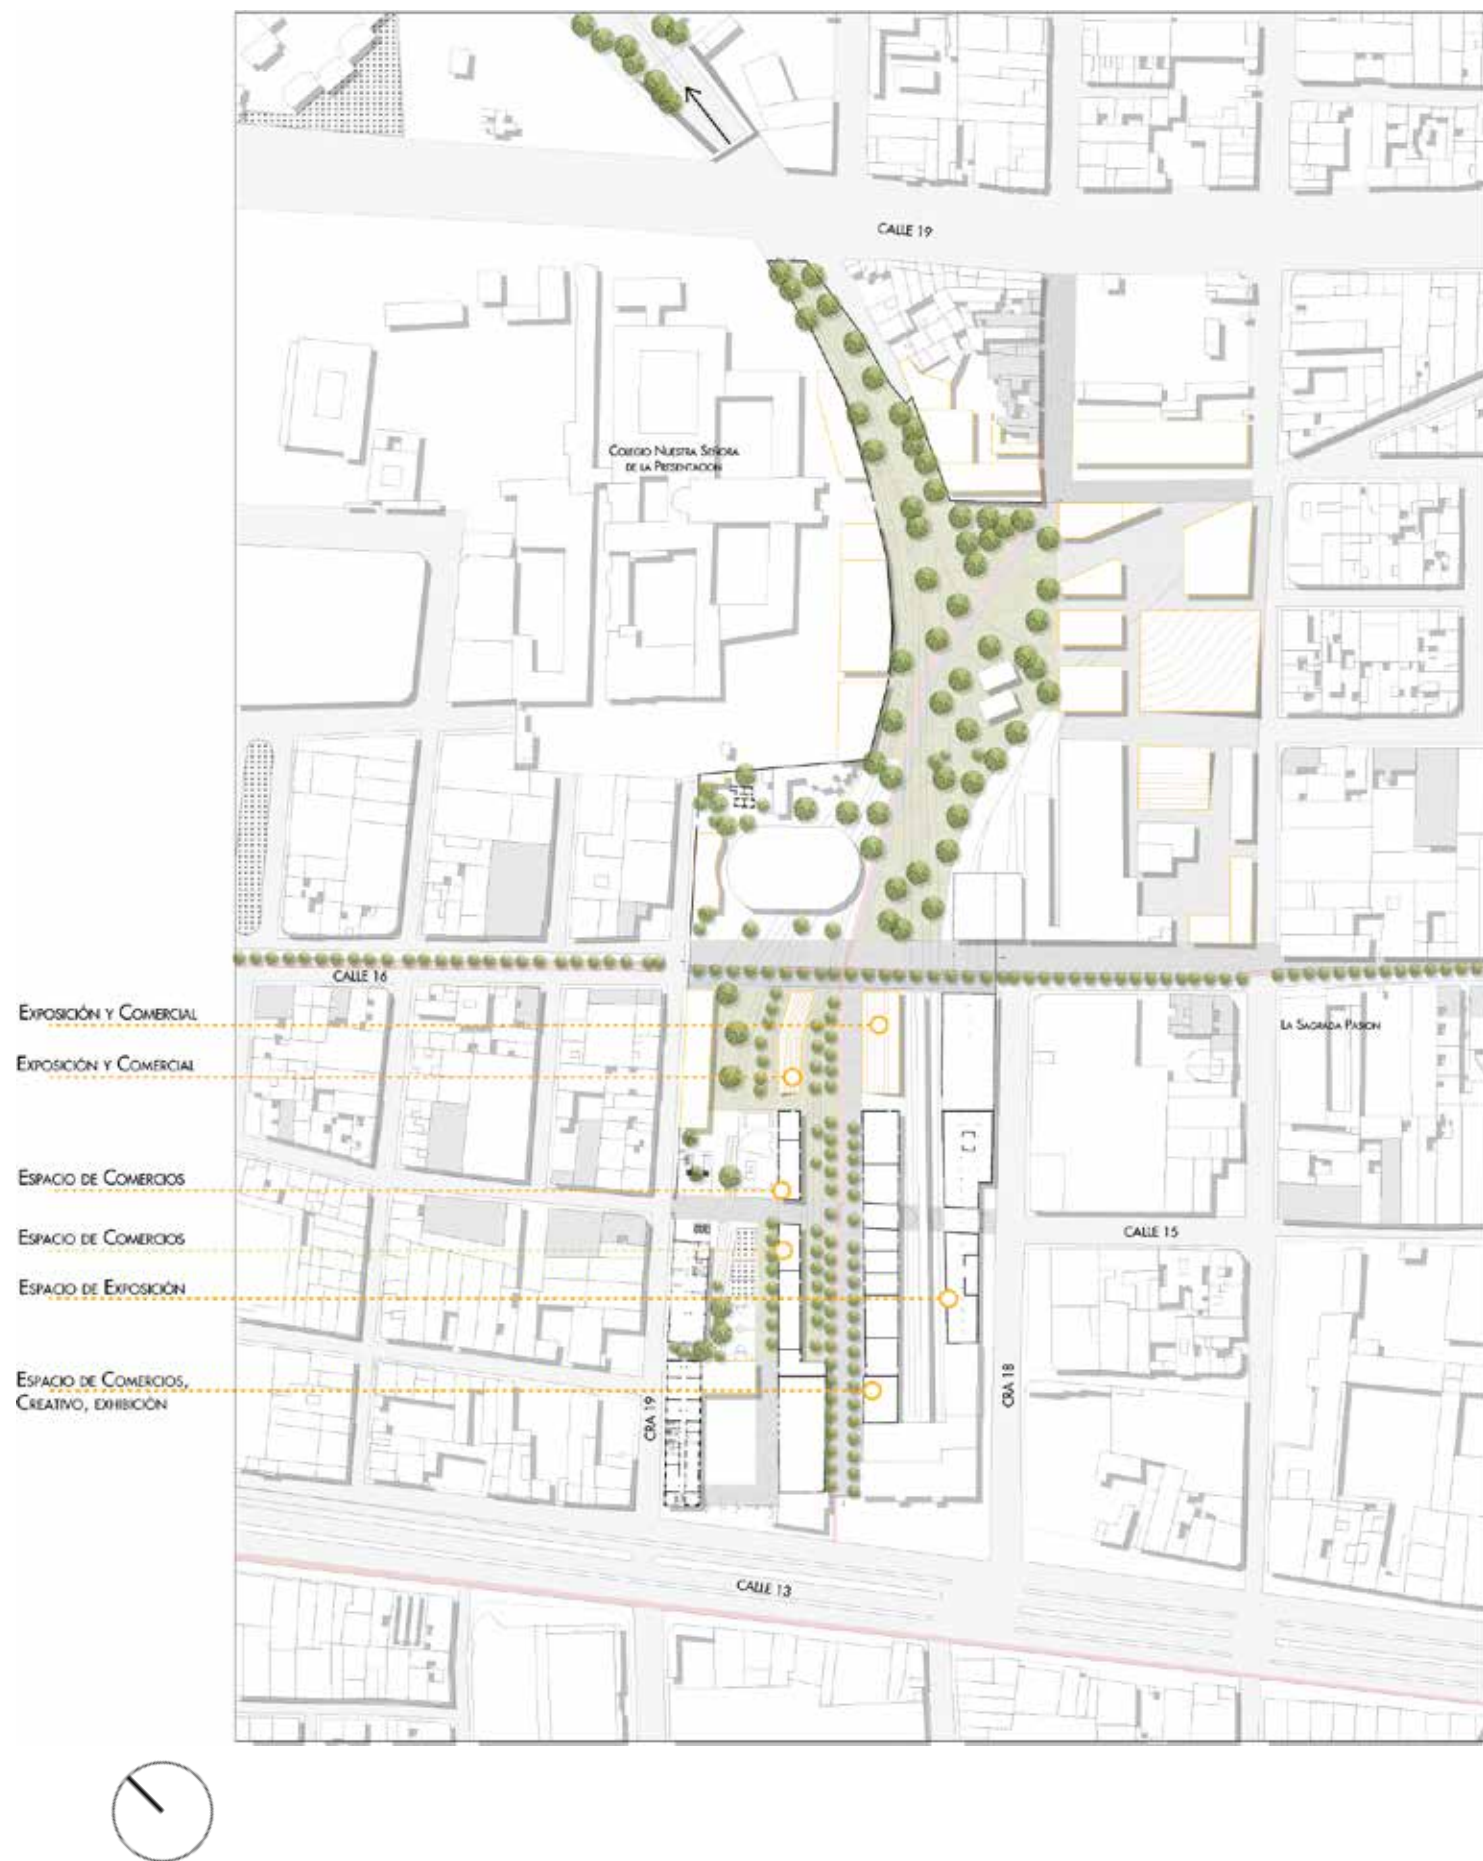 CALLE 19
COLEGIO NUESTRA SEÑORA
DE LA PRESENTACION
CALLE 16
EXPOSICIÓN Y COMERCIAL
LA SAGRADA PASION
EXPOSICIÓN Y COMERCIAL
ESPACIO DE COMERCIOS
CALLE 15
ESPACIO DE COMERCIOS
ESPACIO DE EXPOSICIÓN
ESPACIO DE COMERCIOS,
CREATIVO, EXHIBICIÓN
CRA 19
CRA 18
CALLE 13